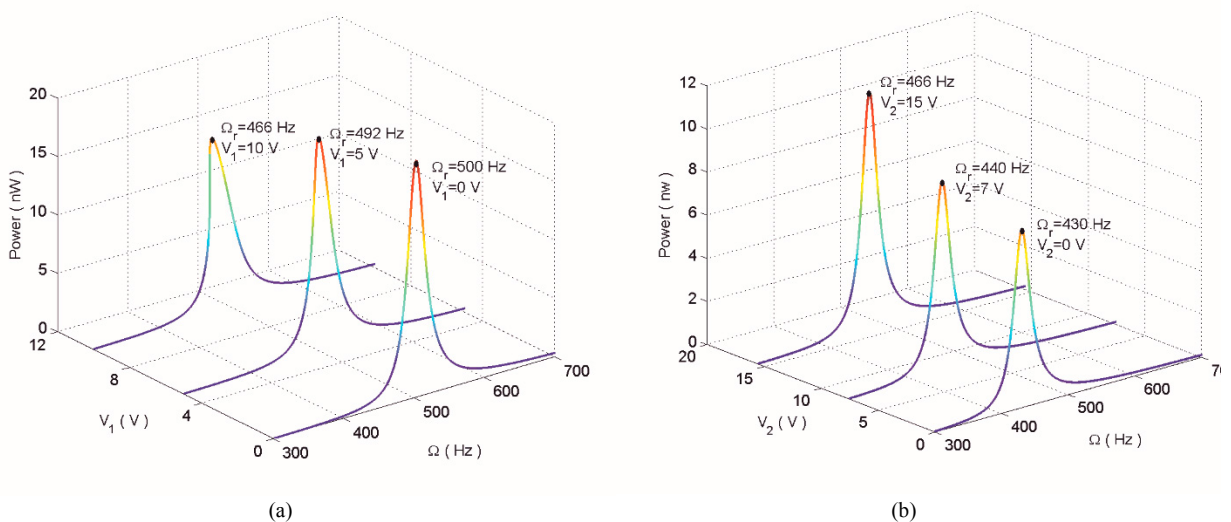 20
15
10
5
0
Power ( nW )
12
8
4
0
V1 ( V )
300
400
500
600
700
Ω ( Hz )
Ωr=466 Hz
V1=10 V
Ωr=492 Hz
V1=5 V
Ωr=500 Hz
V1=0 V
(a)
12
10
8
6
4
2
0
Power ( nw )
20
15
10
5
0
V2 ( V )
300
400
500
600
70
Ω ( Hz )
Ωr=466 Hz
V2=15 V
Ωr=440 Hz
V2=7 V
Ωr=430 Hz
V2=0 V
(b)